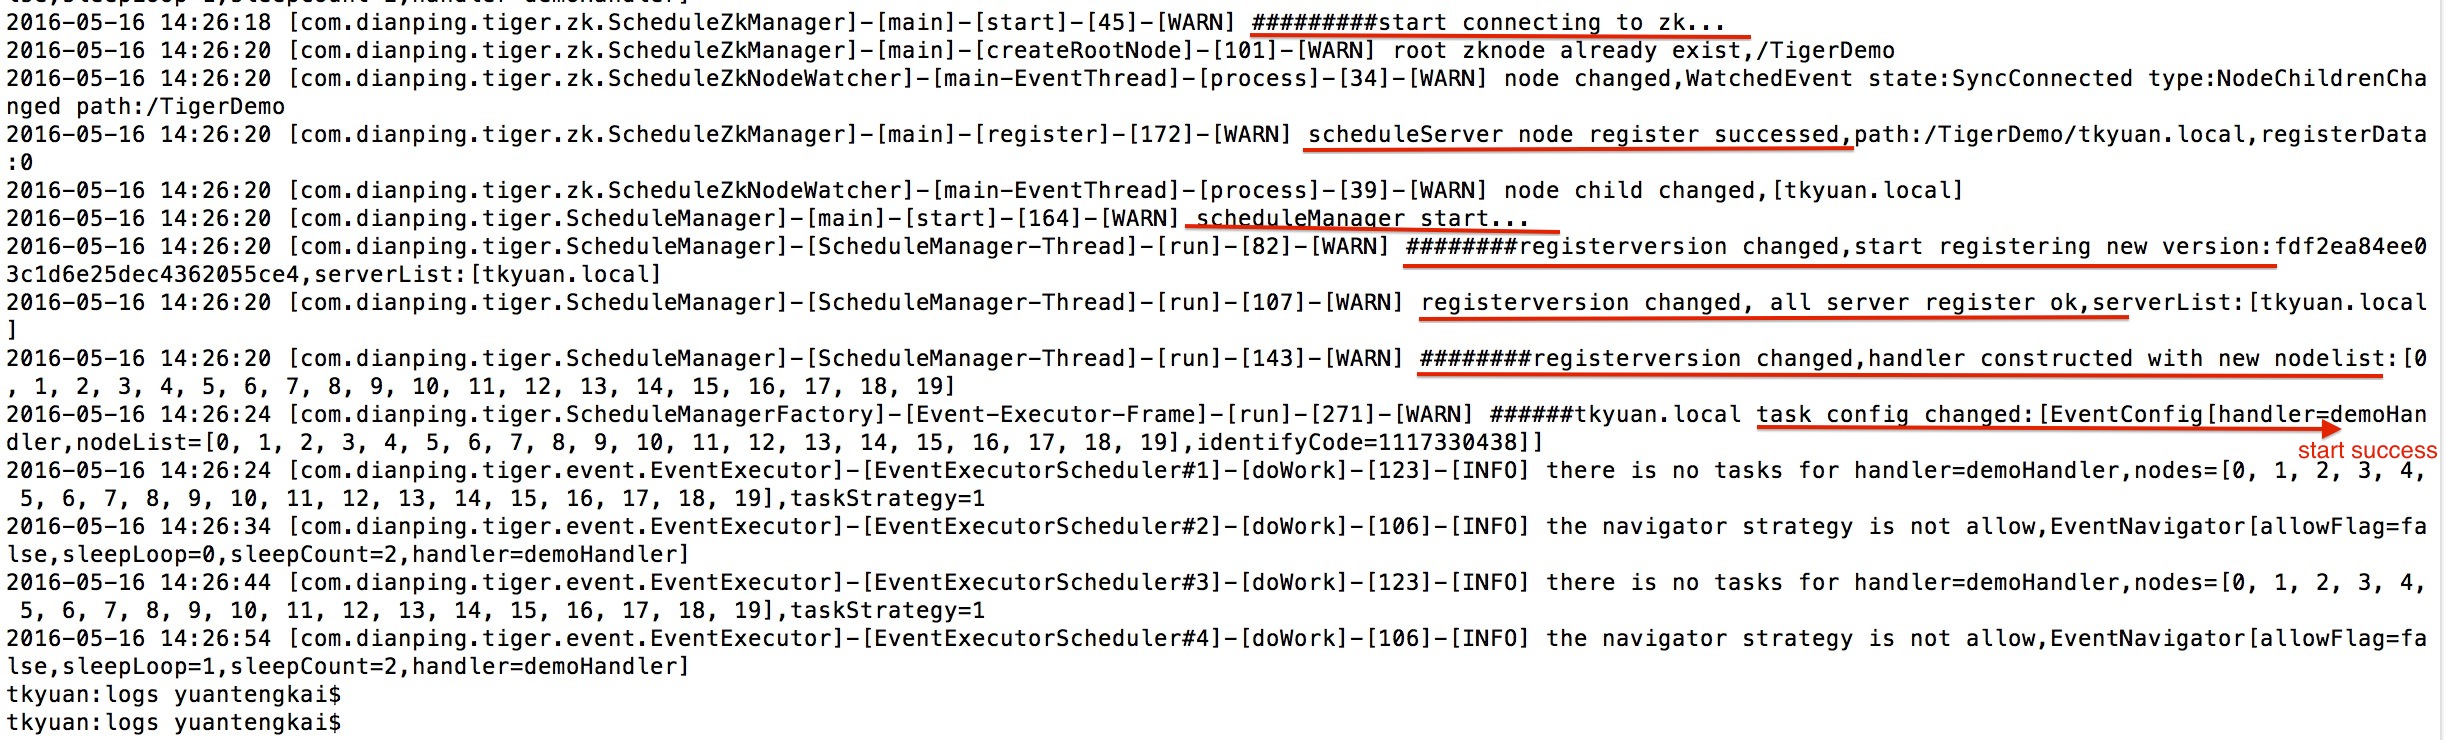 lse,sleepLoop=1,sleepCount=2,handler=demoHandler]
2016-05-16 14:26:18 [com.dianping.tiger.zk.ScheduleZkManager]-[main]-[start]-[45]-[WARN] #########start connecting to zk...
2016-05-16 14:26:20 [com.dianping.tiger.zk.ScheduleZkManager]-[main]-[createRootNode]-[101]-[WARN] root zknode already exist,/TigerDemo
2016-05-16 14:26:20 [com.dianping.tiger.zk.ScheduleZkNodeWatcher]-[main-EventThread]-[process]-[34]-[WARN] node changed,WatchedEvent state:SyncConnected type:NodeChildrenCha
nged path:/TigerDemo
2016-05-16 14:26:20 [com.dianping.tiger.zk.ScheduleZkManager]-[main]-[register]-[172]-[WARN] scheduleServer node register successed,path:/TigerDemo/tkyuan.local,registerData
:0
2016-05-16 14:26:20 [com.dianping.tiger.zk.ScheduleZkNodeWatcher]-[main-EventThread]-[process]-[39]-[WARN] node child changed,[tkyuan.local]
2016-05-16 14:26:20 [com.dianping.tiger.ScheduleManager]-[main]-[start]-[164]-[WARN] scheduleManager start...
2016-05-16 14:26:20 [com.dianping.tiger.ScheduleManager]-[ScheduleManager-Thread]-[run]-[82]-[WARN] ########registerversion changed,start registering new version:fdf2ea84ee0
3c1d6e25dec4362055ce4,serverList:[tkyuan.local]
2016-05-16 14:26:20 [com.dianping.tiger.ScheduleManager]-[ScheduleManager-Thread]-[run]-[107]-[WARN] registerversion changed, all server register ok,serverList:[tkyuan.local
]
2016-05-16 14:26:20 [com.dianping.tiger.ScheduleManager]-[ScheduleManager-Thread]-[run]-[143]-[WARN] ########registerversion changed,handler constructed with new nodelist:[0
, 1, 2, 3, 4, 5, 6, 7, 8, 9, 10, 11, 12, 13, 14, 15, 16, 17, 18, 19]
2016-05-16 14:26:24 [com.dianping.tiger.ScheduleManagerFactory]-[Event-Executor-Frame]-[run]-[271]-[WARN] ######tkyuan.local task config changed:[EventConfig[handler=demoHan
dler,nodeList=[0, 1, 2, 3, 4, 5, 6, 7, 8, 9, 10, 11, 12, 13, 14, 15, 16, 17, 18, 19],identifyCode=1117330438]]
start success
2016-05-16 14:26:24 [com.dianping.tiger.event.EventExecutor]-[EventExecutorScheduler#1]-[doWork]-[123]-[INFO] there is no tasks for handler=demoHandler,nodes=[0, 1, 2, 3, 4,
 5, 6, 7, 8, 9, 10, 11, 12, 13, 14, 15, 16, 17, 18, 19],taskStrategy=1
2016-05-16 14:26:34 [com.dianping.tiger.event.EventExecutor]-[EventExecutorScheduler#2]-[doWork]-[106]-[INFO] the navigator strategy is not allow,EventNavigator[allowFlag=fa
lse,sleepLoop=0,sleepCount=2,handler=demoHandler]
2016-05-16 14:26:44 [com.dianping.tiger.event.EventExecutor]-[EventExecutorScheduler#3]-[doWork]-[123]-[INFO] there is no tasks for handler=demoHandler,nodes=[0, 1, 2, 3, 4,
 5, 6, 7, 8, 9, 10, 11, 12, 13, 14, 15, 16, 17, 18, 19],taskStrategy=1
2016-05-16 14:26:54 [com.dianping.tiger.event.EventExecutor]-[EventExecutorScheduler#4]-[doWork]-[106]-[INFO] the navigator strategy is not allow,EventNavigator[allowFlag=fa
lse,sleepLoop=1,sleepCount=2,handler=demoHandler]
tkyuan:logs yuantengkai$
tkyuan:logs yuantengkai$